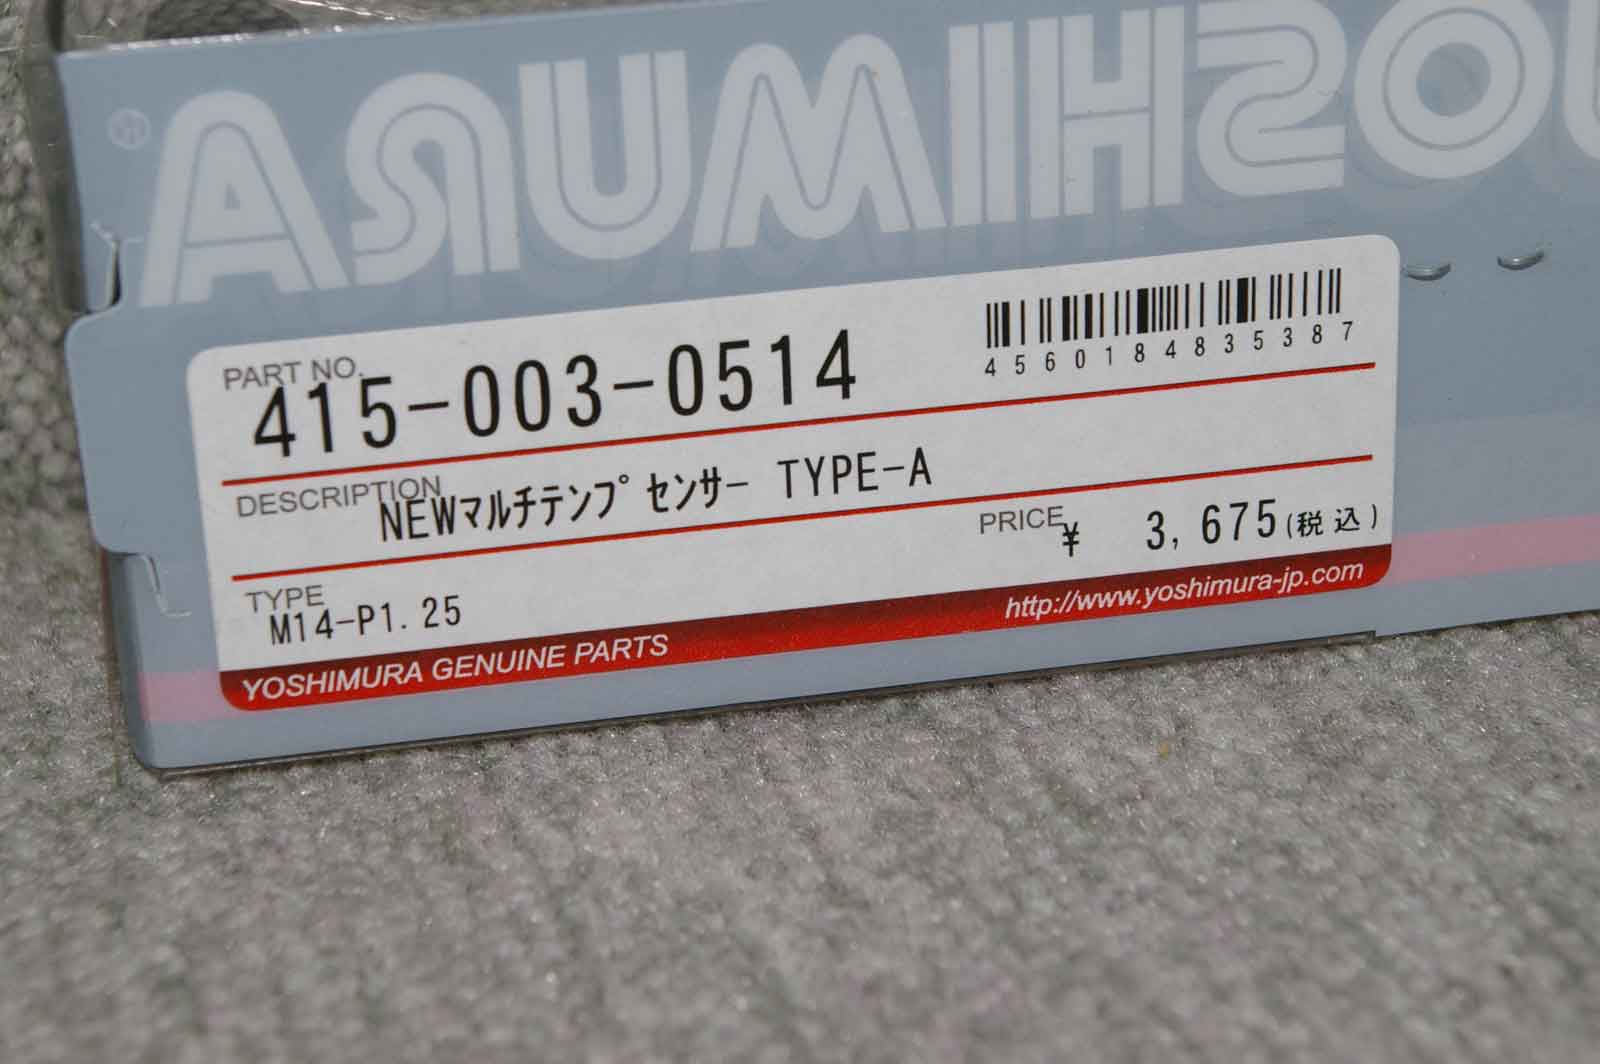 YOSHIMURA®
PART NO.
415-003-0514
4560184835387
DESCRIPTION
NEWマルチテンプセンサー TYPE-A
PRICE
¥ 3,675(税込)
TYPE
M14-P1.25
YOSHIMURA GENUINE PARTS
http://www.yoshimura-jp.com